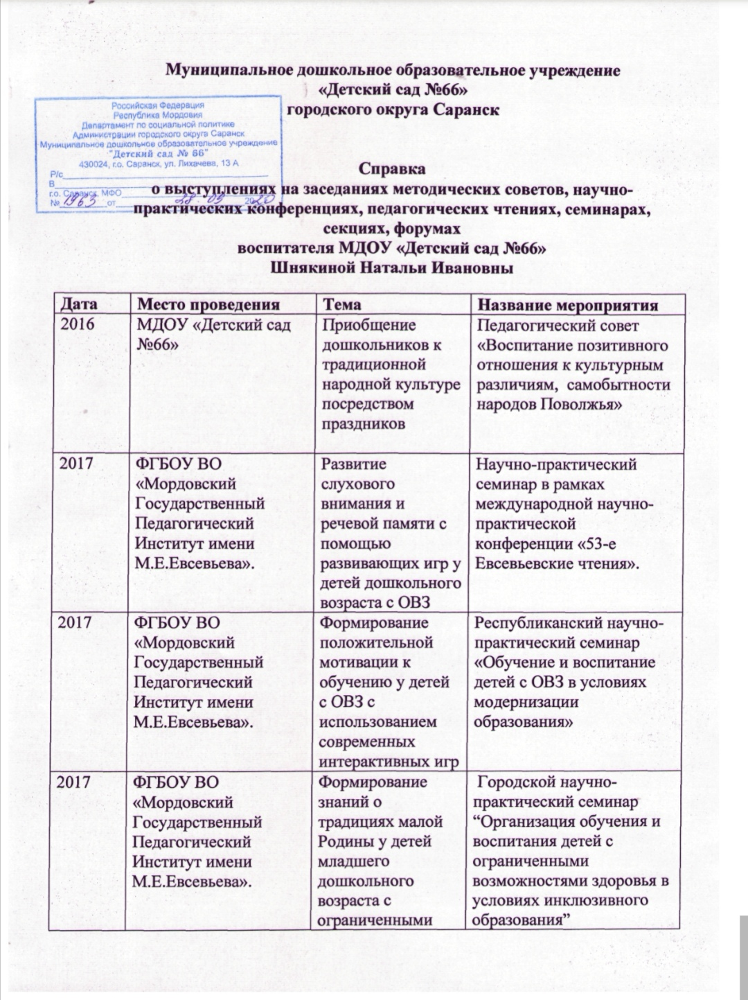 Муниципальное дошкольное образовательное учреждение
«Детский сад №66»
городского округа Саранск
Российская Федерация
Республика Мордовия
Департамент по социальной политике
Администрации городского округа Саранск
Муниципальное дошкольное образовательное учреждение
"Детский сад № 66"
430024, г.о. Саранск, ул. Лихачева, 13 А
Р/с
В
г.о. Саранск, МФО
№ 1963 от 28.09 2020
Справка
о выступлениях на заседаниях методических советов, научно-
практических конференциях, педагогических чтениях, семинарах,
секциях, форумах
воспитателя МДОУ «Детский сад №66»
Шнякиной Натальи Ивановны
Дата Место проведения Тема Название мероприятия
2016
МДОУ «Детский сад
№66»
Приобщение
дошкольников к
традиционной
народной культуре
посредством
праздников
Педагогический совет
«Воспитание позитивного
отношения к культурным
различиям, самобытности
народов Поволжья»
2017
ФГБОУ ВО
«Мордовский
Государственный
Педагогический
Институт имени
М.Е.Евсевьева».
Развитие
слухового
внимания и
речевой памяти с
помощью
развивающих игр у
детей дошкольного
возраста с ОВЗ
Научно-практический
семинар в рамках
международной научно-
практической
конференции «53-е
Евсевьевские чтения».
2017
ФГБОУ ВО
«Мордовский
Государственный
Педагогический
Институт имени
М.Е.Евсевьева».
Формирование
положительной
мотивации к
обучению у детей
с ОВЗ с
использованием
современных
интерактивных игр
Республиканский научно-
практический семинар
«Обучение и воспитание
детей с ОВЗ в условиях
модернизации
образования»
2017
ФГБОУ ВО
«Мордовский
Государственный
Педагогический
Институт имени
М.Е.Евсевьева».
Формирование
знаний о
традициях малой
Родины у детей
младшего
дошкольного
возраста с
ограниченными
Городской научно-
практический семинар
“Организация обучения и
воспитания детей с
ограниченными
возможностями здоровья в
условиях инклюзивного
образования”